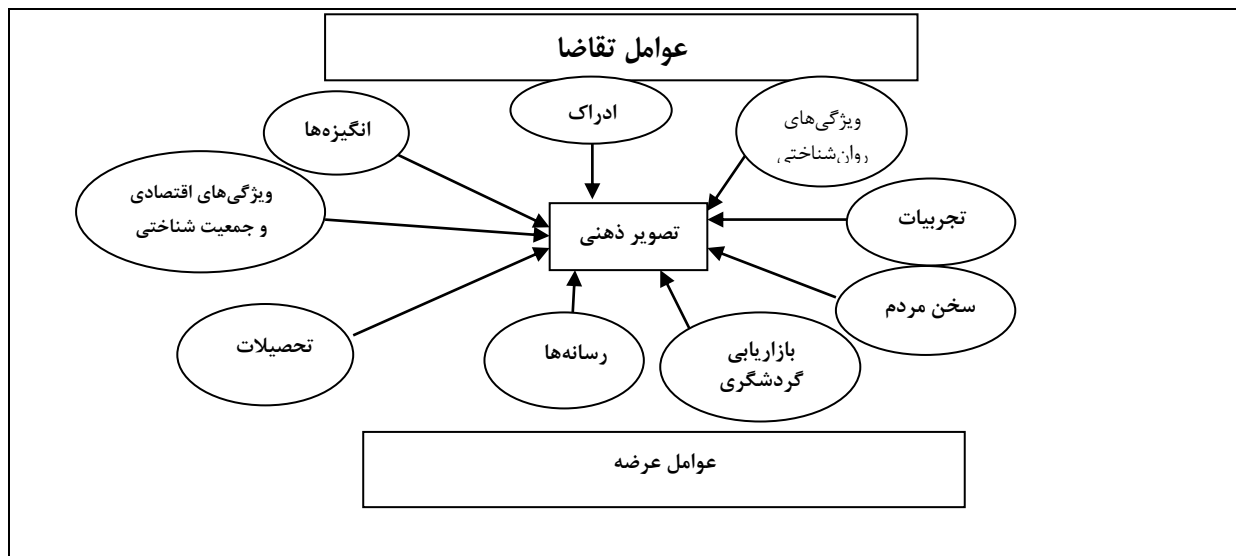 عوامل تقاضا
ادراک
ویژگی‌های
روان‌شناختی
انگیزه‌ها
ویژگی‌های اقتصادی
و جمعیت شناختی
تجربیات
تصویر ذهنی
سخن مردم
تحصیلات
رسانه‌ها
بازاریابی
گردشگری
عوامل عرضه